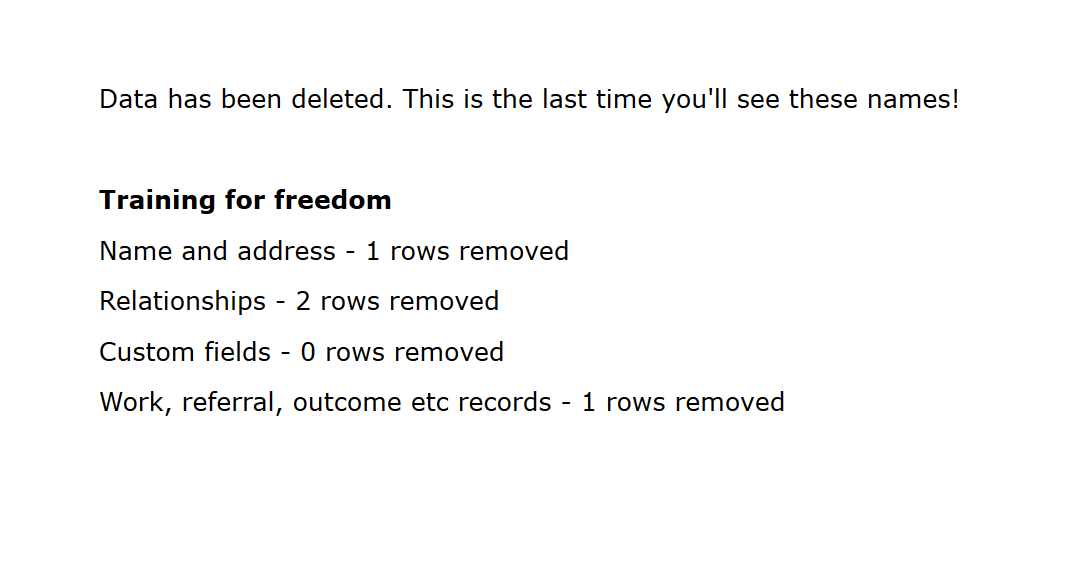 Data has been deleted. This is the last time you'll see these names!
Training for freedom
Name and address - 1 rows removed
Relationships - 2 rows removed
Custom fields - 0 rows removed
Work, referral, outcome etc records - 1 rows removed